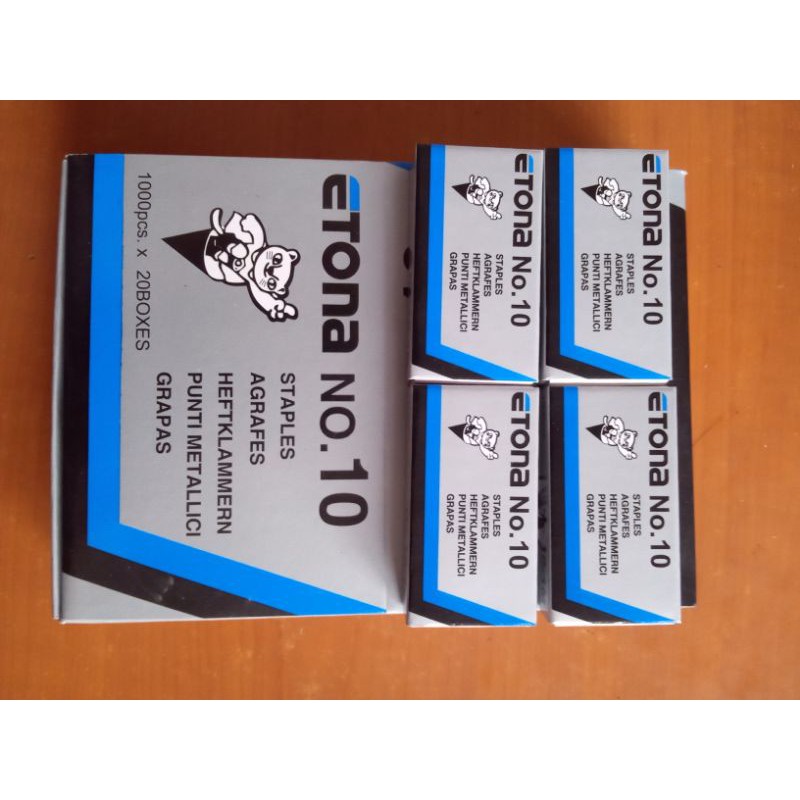 ETONA NO.10
STAPLES
AGRAFES
HEFTKLAMMERN
PUNTI METALLICI
GRAPAS
1000pcs. x 20BOXES
ETONA No.10
STAPLES
AGRAFES
HEFTKLAMMERN
PUNTI METALLICI
GRAPAS
ETONA No.10
STAPLES
AGRAFES
HEFTKLAMMERN
PUNTI METALLICI
GRAPAS
ETONA No.10
STAPLES
AGRAFES
HEFTKLAMMERN
PUNTI METALLICI
GRAPAS
ETONA No.10
STAPLES
AGRAFES
HEFTKLAMMERN
PUNTI METALLICI
GRAPAS